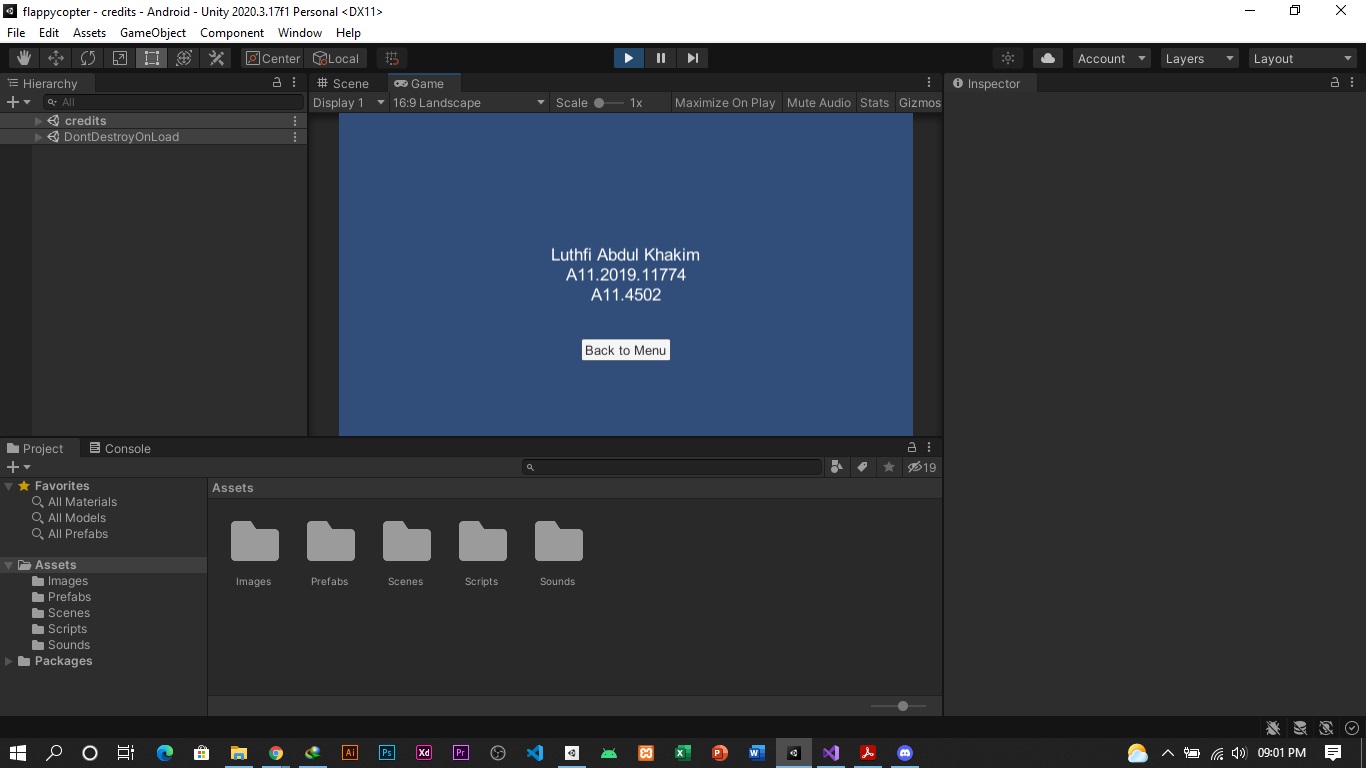 flappycopter - credits - Android - Unity 2020.3.17f1 Personal <DX11>
File Edit Assets GameObject Component Window Help
Center Local Account Layers Layout
Hierarchy
All
credits
DontDestroyOnLoad
Scene Game
Display 1 16:9 Landscape Scale 1x Maximize On Play Mute Audio Stats Gizmos
Luthfi Abdul Khakim
A11.2019.11774
A11.4502
Back to Menu
Inspector
Project Console
19
Favorites
All Materials
All Models
All Prefabs
Assets
Images
Prefabs
Scenes
Scripts
Sounds
Packages
Assets
Images Prefabs Scenes Scripts Sounds
Ai Ps Xd Pr
09:01 PM